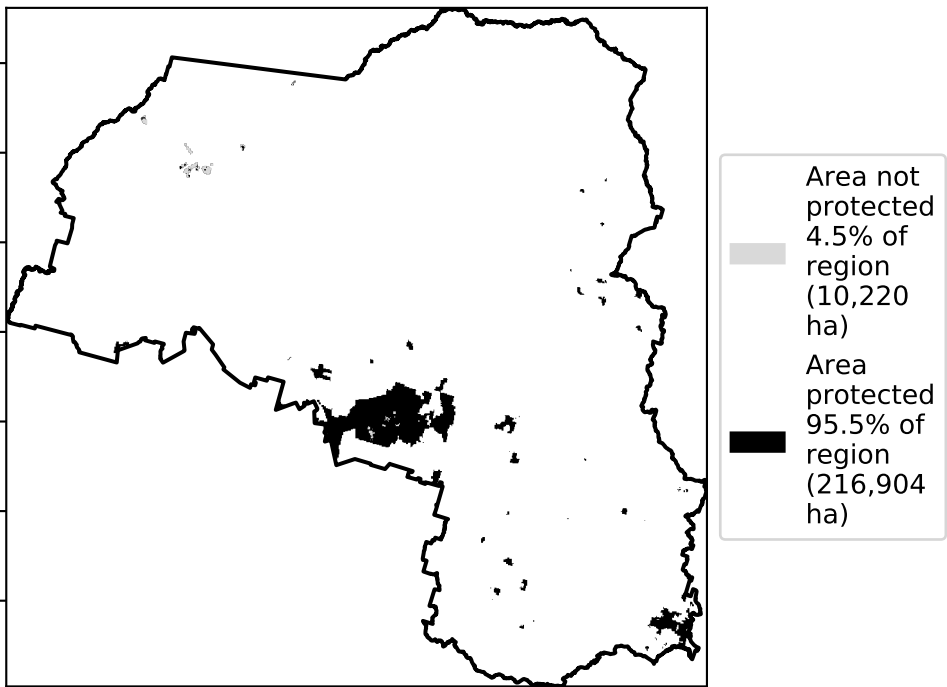 Area not
protected
4.5% of
region
(10,220
ha)
Area
protected
95.5% of
region
(216,904
ha)